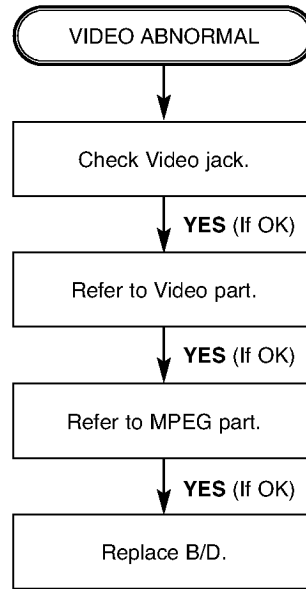 VIDEO ABNORMAL
Check Video jack.
YES (If OK)
Refer to Video part.
YES (If OK)
Refer to MPEG part.
YES (If OK)
Replace B/D.